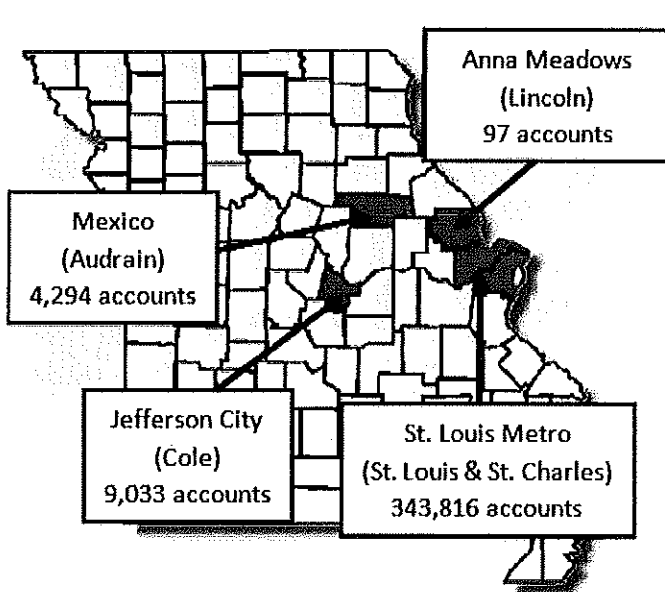 Anna Meadows
(Lincoln)
97 accounts
Mexico
(Audrain)
4,294 accounts
Jefferson City
(Cole)
9,033 accounts
St. Louis Metro
(St. Louis & St. Charles)
343,816 accounts